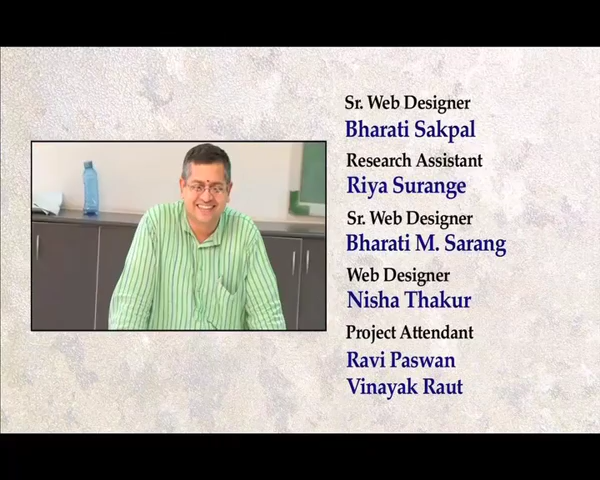 Sr. Web Designer
Bharati Sakpal
Research Assistant
Riya Surange
Sr. Web Designer
Bharati M. Sarang
Web Designer
Nisha Thakur
Project Attendant
Ravi Paswan
Vinayak Raut